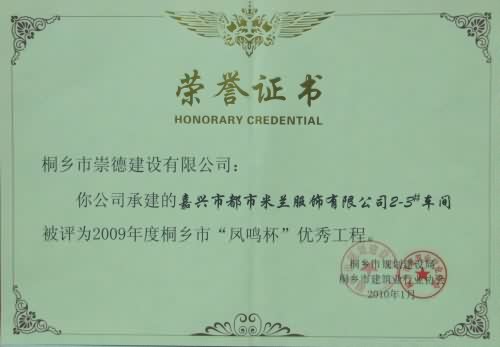 荣誉证书
HONORARY CREDENTIAL
桐乡市崇德建设有限公司：
你公司承建的嘉兴市都市米兰服饰有限公司2-3#车间
被评为2009年度桐乡市“凤鸣杯”优秀工程。
桐乡市规划建设局
桐乡市建筑业行业协会
2010年1月